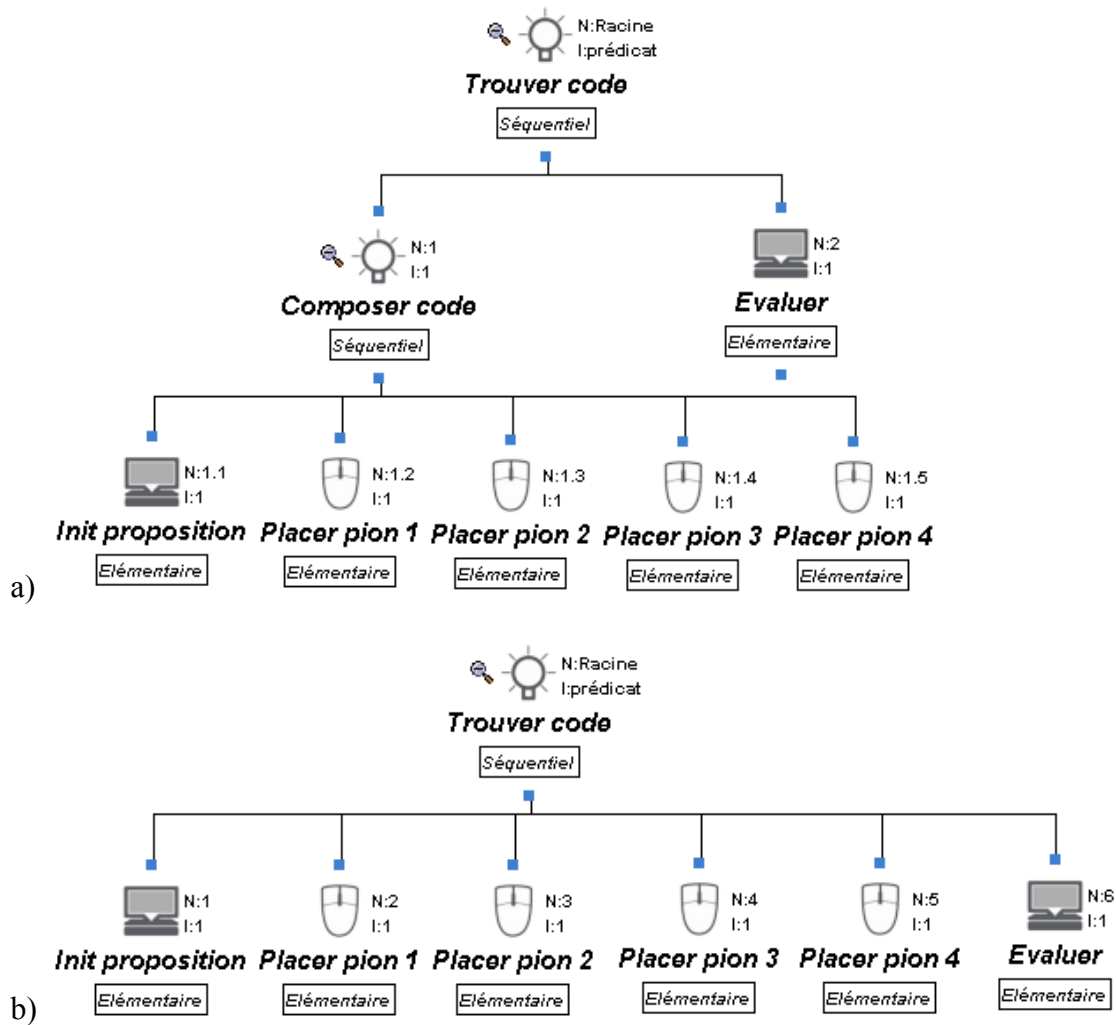 N:Racine
I:prédicat
Trouver code
Séquentiel
N:1
I:1
Composer code
Séquentiel
N:2
I:1
Evaluer
Elémentaire
N:1.1
I:1
Init proposition
Elémentaire
N:1.2
I:1
Placer pion 1
Elémentaire
N:1.3
I:1
Placer pion 2
Elémentaire
N:1.4
I:1
Placer pion 3
Elémentaire
N:1.5
I:1
Placer pion 4
Elémentaire
a)
N:Racine
I:prédicat
Trouver code
Séquentiel
N:1
I:1
Init proposition
Elémentaire
N:2
I:1
Placer pion 1
Elémentaire
N:3
I:1
Placer pion 2
Elémentaire
N:4
I:1
Placer pion 3
Elémentaire
N:5
I:1
Placer pion 4
Elémentaire
N:6
I:1
Evaluer
Elémentaire
b)